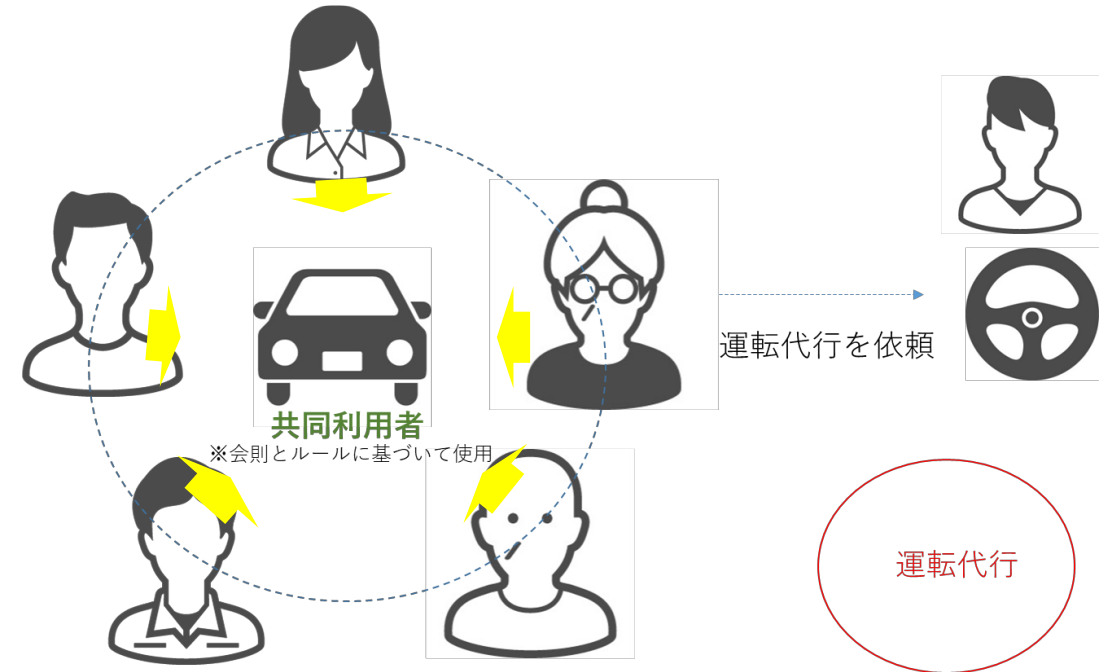 運転代行を依頼
共同利用者
※会則とルールに基づいて使用
運転代行